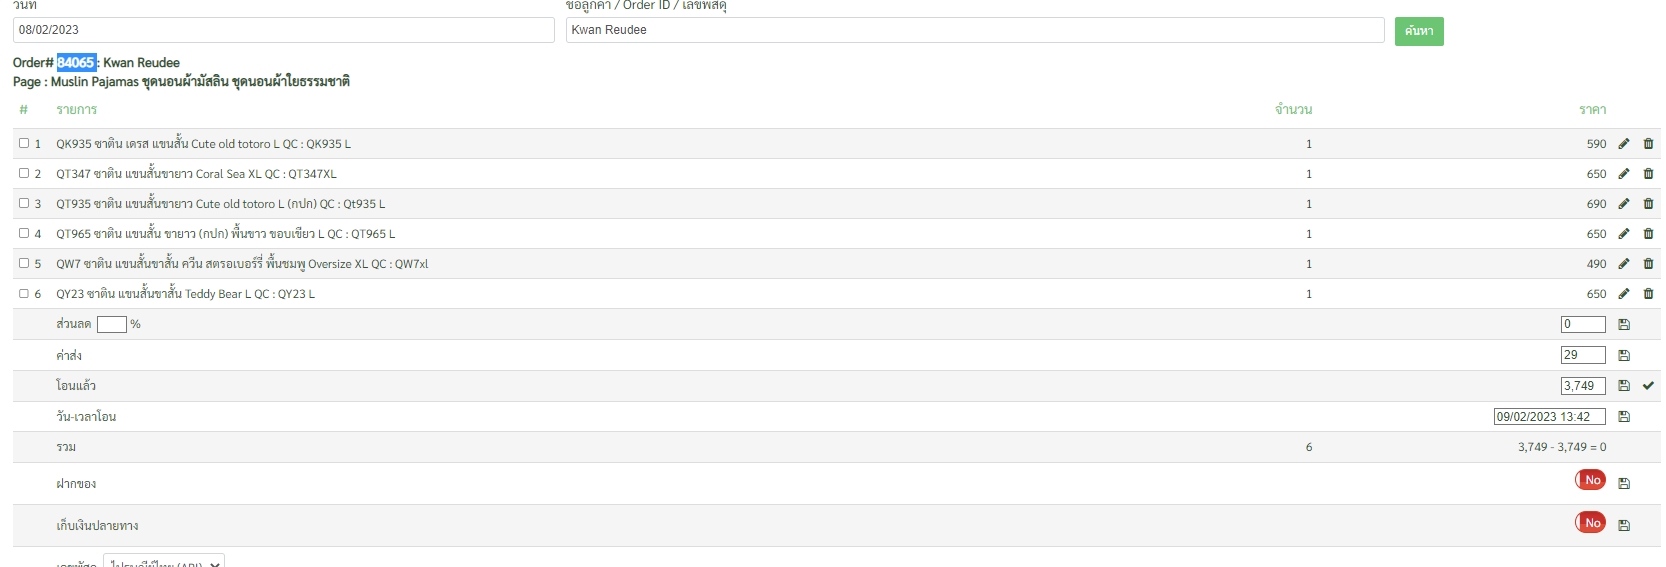 วันที่
ชื่อลูกค้า / Order ID / เลขพัสดุ
08/02/2023
Kwan Reudee
ค้นหา
Order# 84065 : Kwan Reudee
Page : Muslin Pajamas ชุดนอนผ้ามัสลิน ชุดนอนผ้าใยธรรมชาติ
# รายการ จำนวน ราคา
1 QK935 ซาติน เดรส แขนสั้น Cute old totoro L QC : QK935 L 1 590
2 QT347 ซาติน แขนสั้นขายาว Coral Sea XL QC : QT347XL 1 650
3 QT935 ซาติน แขนสั้นขายาว Cute old totoro L (กปก) QC : Qt935 L 1 690
4 QT965 ซาติน แขนสั้น ขายาว (กปก) พื้นขาว ขอบเขียว L QC : QT965 L 1 650
5 QW7 ซาติน แขนสั้นขาสั้น ควีน สตรอเบอร์รี่ พื้นชมพู Oversize XL QC : QW7xl 1 490
6 QY23 ซาติน แขนสั้นขาสั้น Teddy Bear L QC : QY23 L 1 650
ส่วนลด % 0
ค่าส่ง 29
โอนแล้ว 3,749
วัน-เวลาโอน 09/02/2023 13:42
รวม 6 3,749 - 3,749 = 0
ฝากของ No
เก็บเงินปลายทาง No
เลขพัสดุ ไปรษณีย์ไทย (API)